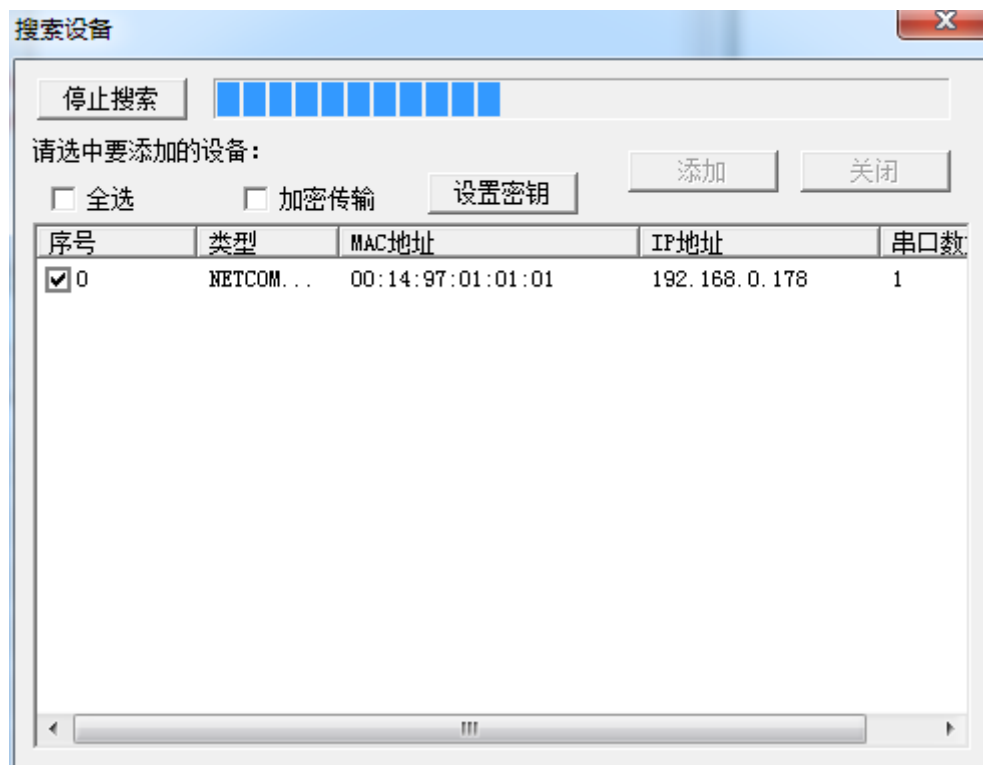 搜索设备
停止搜索
请选中要添加的设备：
添加 关闭
全选 加密传输 设置密钥
序号 类型 MAC地址 IP地址 串口数
0 NETCOM... 00:14:97:01:01:01 192.168.0.178 1